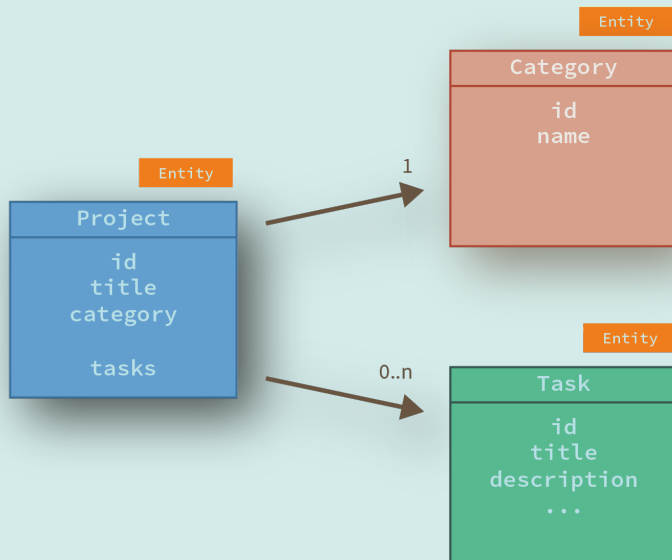 Entity
Category
id
name
1
Entity
Project
id
title
category
tasks
0..n
Entity
Task
id
title
description
...